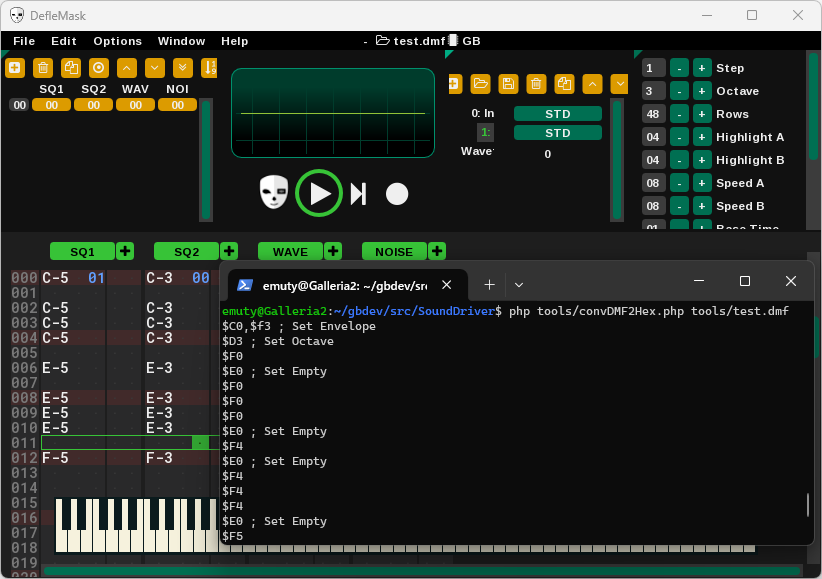 DefleMask
File Edit Options Window Help - test.dmf GB
SQ1 SQ2 WAV NOI
00 00 00 00 00
0: In STD
1: STD
Wave: 0
1 - + Step
3 - + Octave
48 - + Rows
04 - + Highlight A
04 - + Highlight B
08 - + Speed A
08 - + Speed B
01 - + Base Time
SQ1 + SQ2 + WAVE + NOISE +
000 C-5 01 C-3 00
001
002 C-5 C-3
003 C-5 C-3
004 C-5 C-3
005
006 E-5 E-3
007
008 E-5 E-3
009 E-5 E-3
010 E-5 E-3
011
012 F-5 F-3
013
014
015
016
017
018
019
020
emuty@Galleria2: ~/gbdev/src
emuty@Galleria2:~/gbdev/src/SoundDriver$ php tools/convDMF2Hex.php tools/test.dmf
$C0,$f3 ; Set Envelope
$D3 ; Set Octave
$F0
$E0 ; Set Empty
$F0
$F0
$F0
$E0 ; Set Empty
$F4
$E0 ; Set Empty
$F4
$F4
$F4
$E0 ; Set Empty
$F5